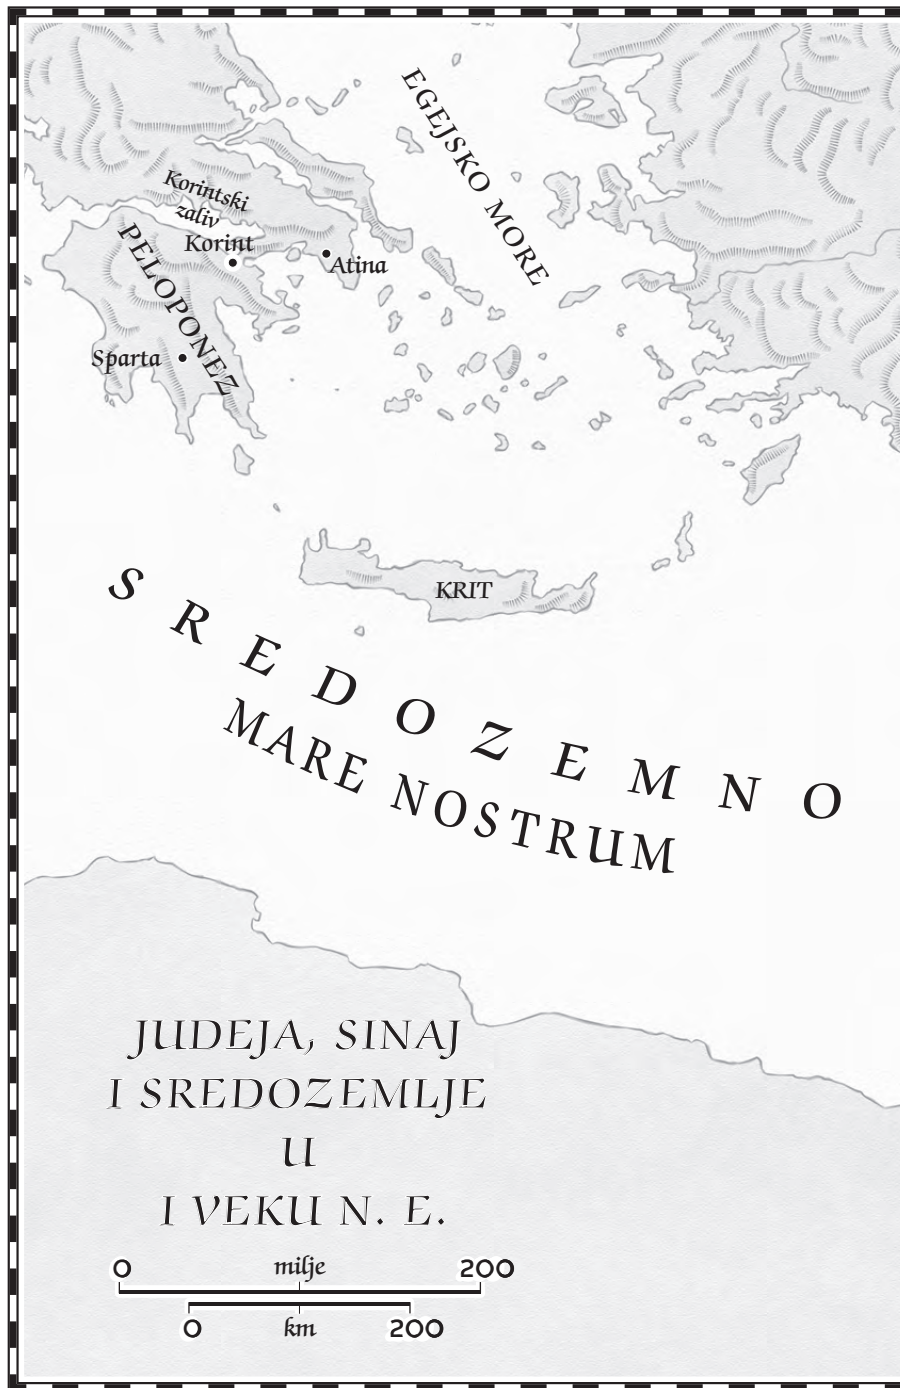 EGEJSKO MORE
Korintski
zaliv
Korint
Atina
PELOPONEZ
Sparta
KRIT
SREDOZEMNO
MARE NOSTRUM
JUDEJA, SINAJ
I SREDOZEMLJE
U
I VEKU N. E.
0 milje 200
0 km 200